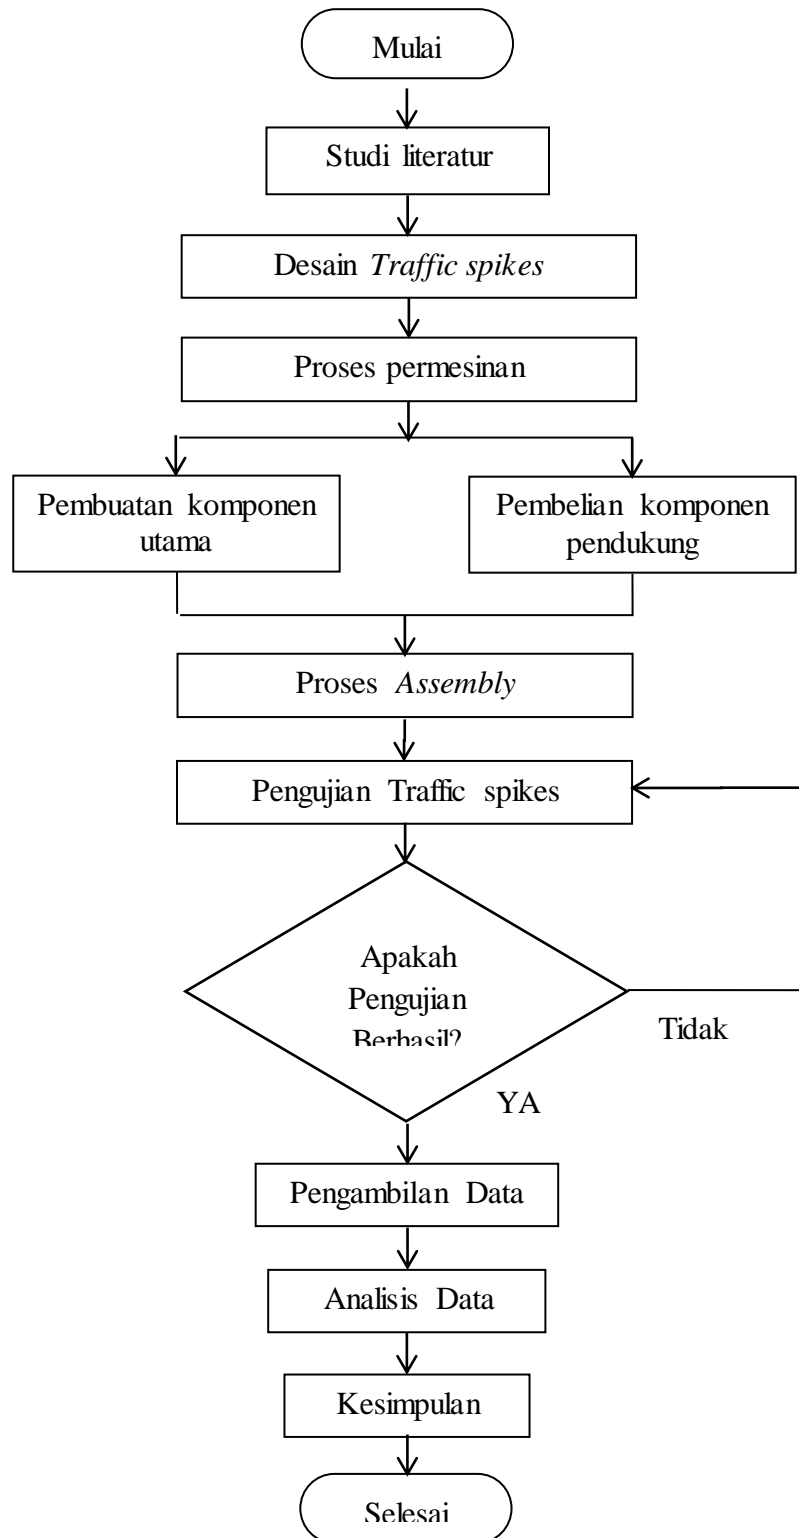 Mulai
Studi literatur
Desain Traffic spikes
Proses permesinan
Pembuatan komponen
utama
Pembelian komponen
pendukung
Proses Assembly
Pengujian Traffic spikes
Apakah
Pengujian
Berhasil?
Tidak
YA
Pengambilan Data
Analisis Data
Kesimpulan
Selesai